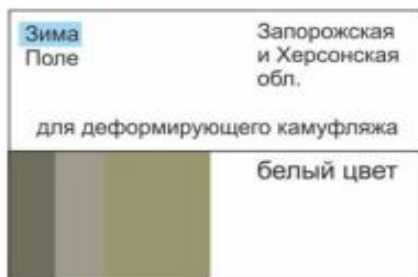 Зима
Поле
Запорожская
и Херсонская
обл.
для деформирующего камуфляжа
белый цвет